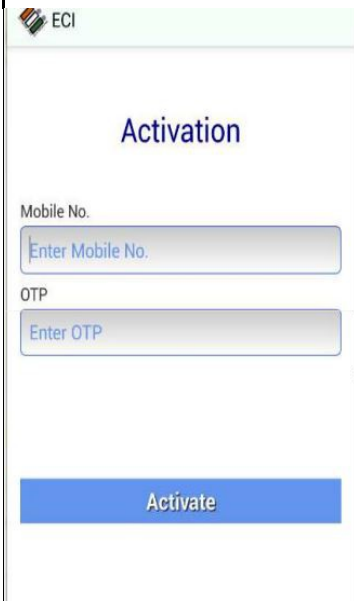 ECI
Activation
Mobile No.
Enter Mobile No.
OTP
Enter OTP
Activate